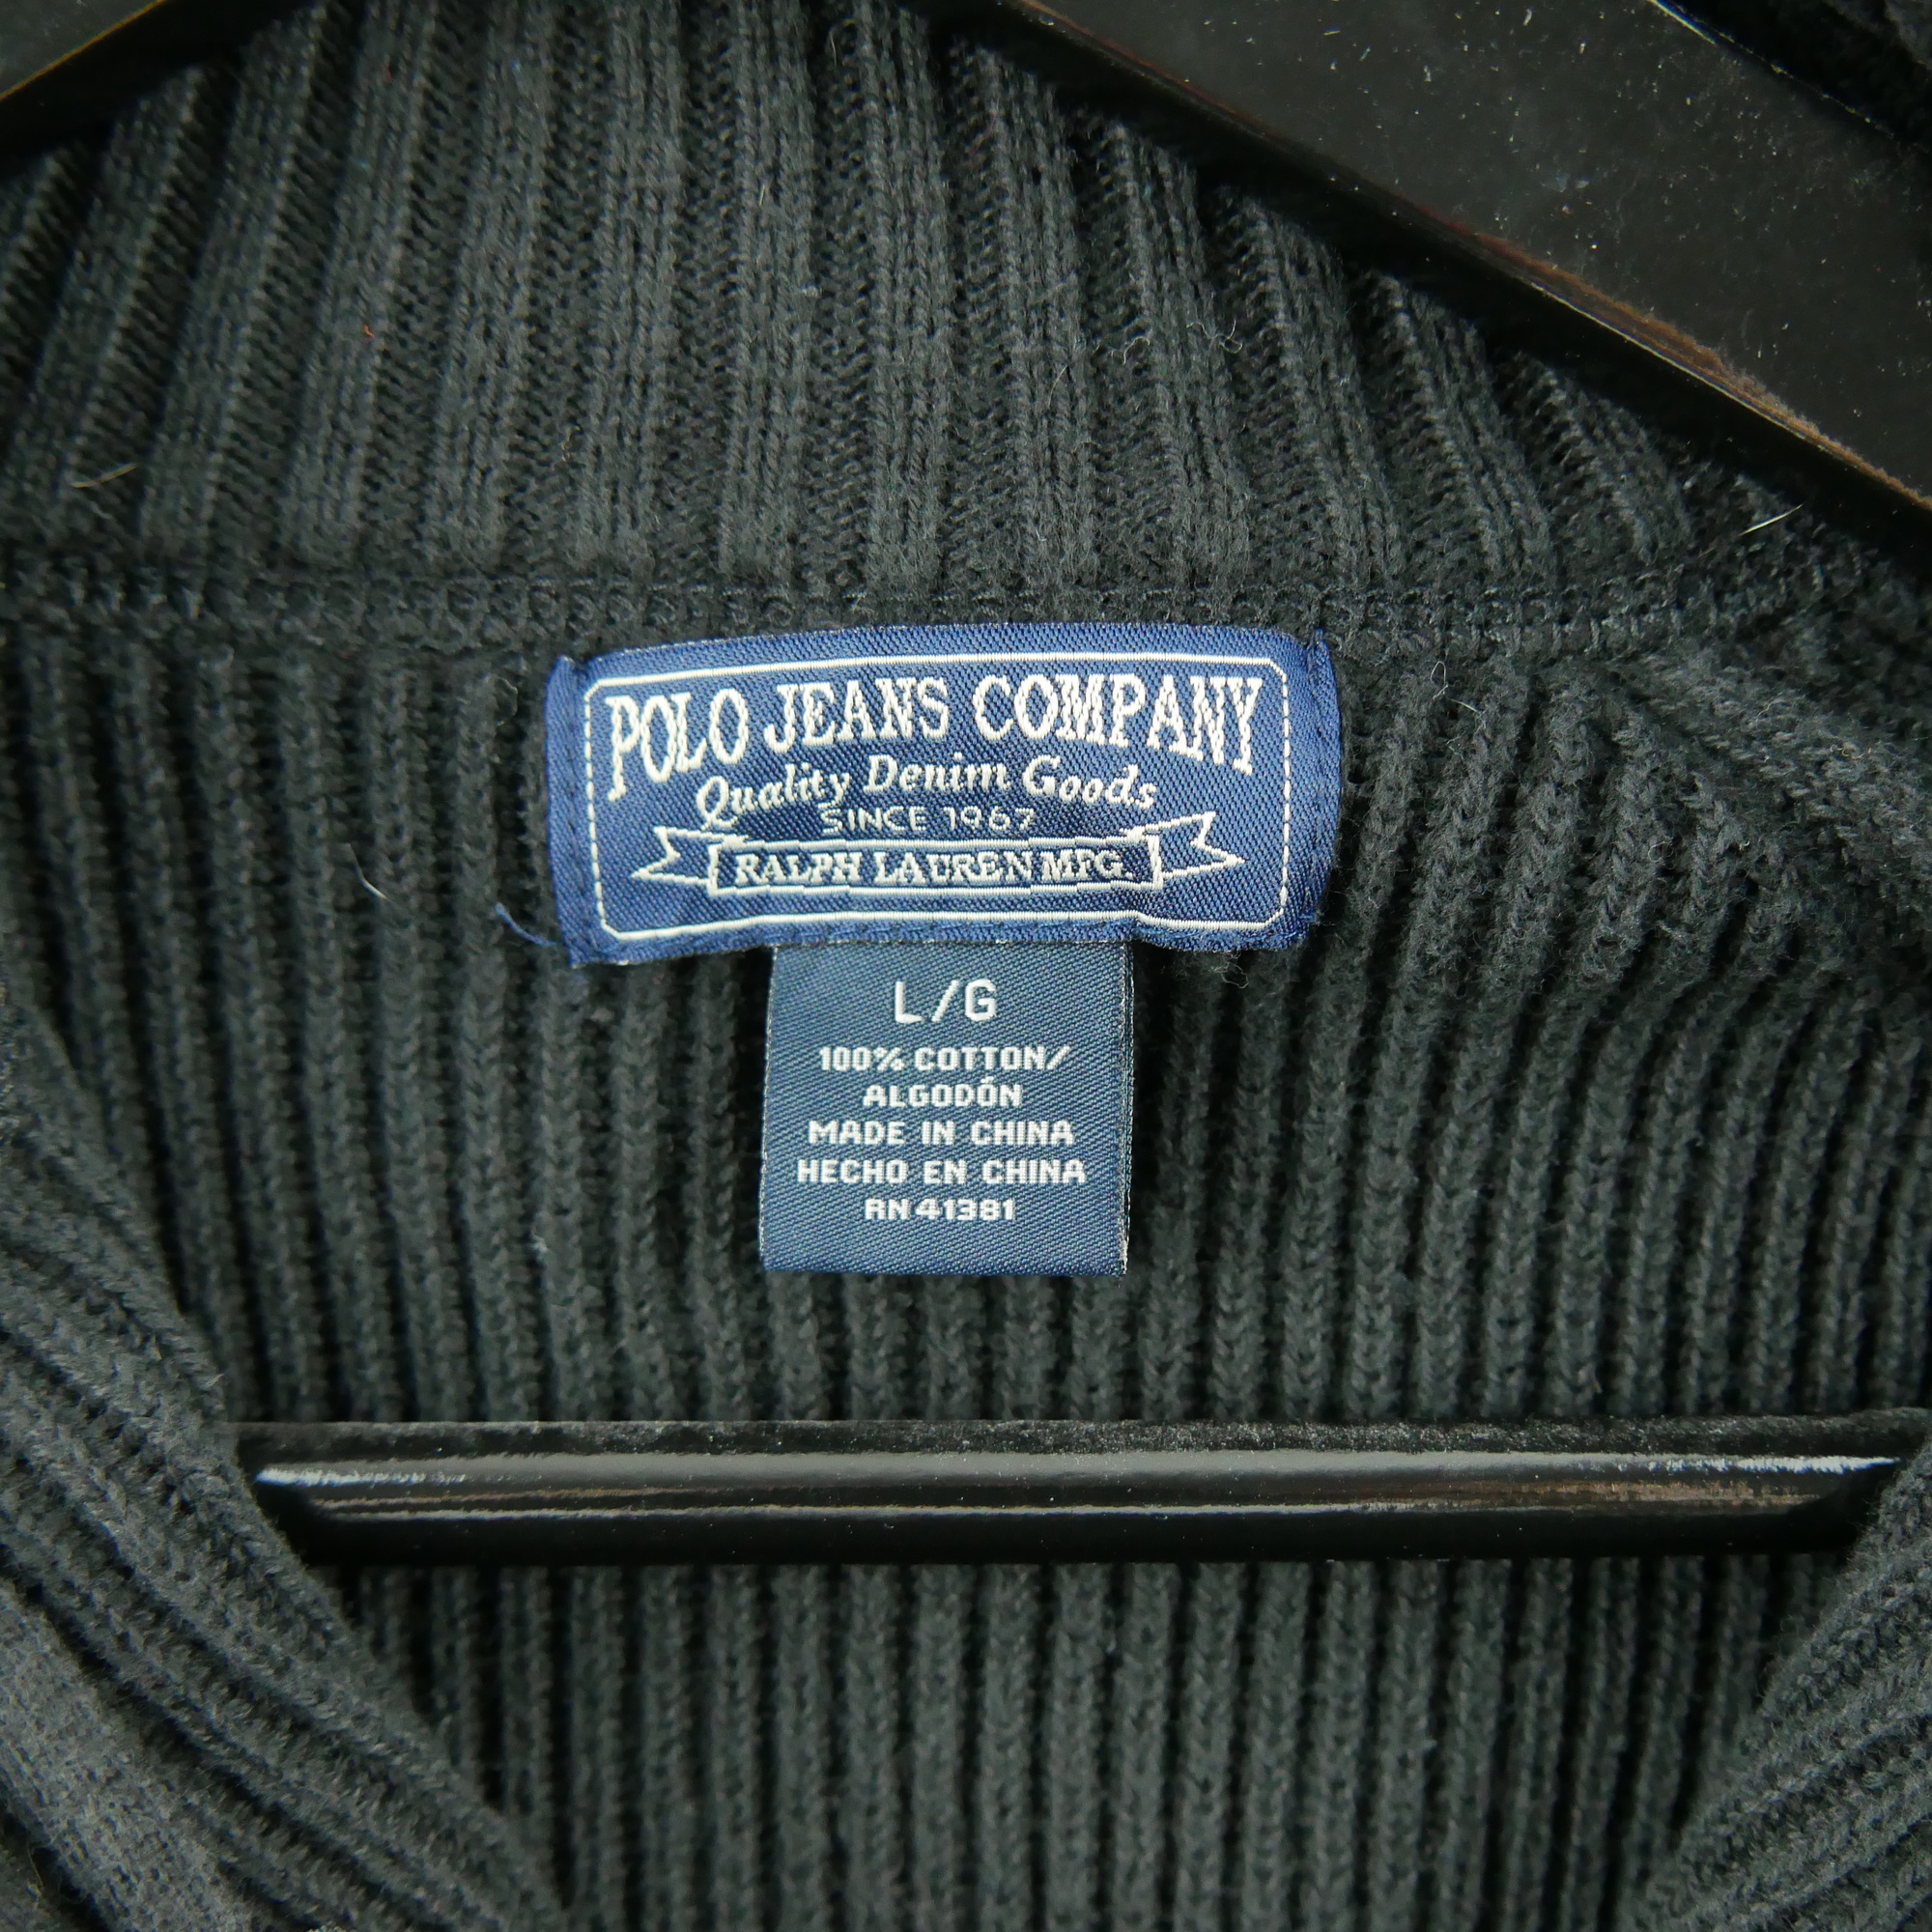 POLO JEANS COMPANY
Quality Denim Goods
SINCE 1967
RALPH LAUREN MFG.
L/G
100% COTTON/
ALGODÓN
MADE IN CHINA
HECHO EN CHINA
RN 41381